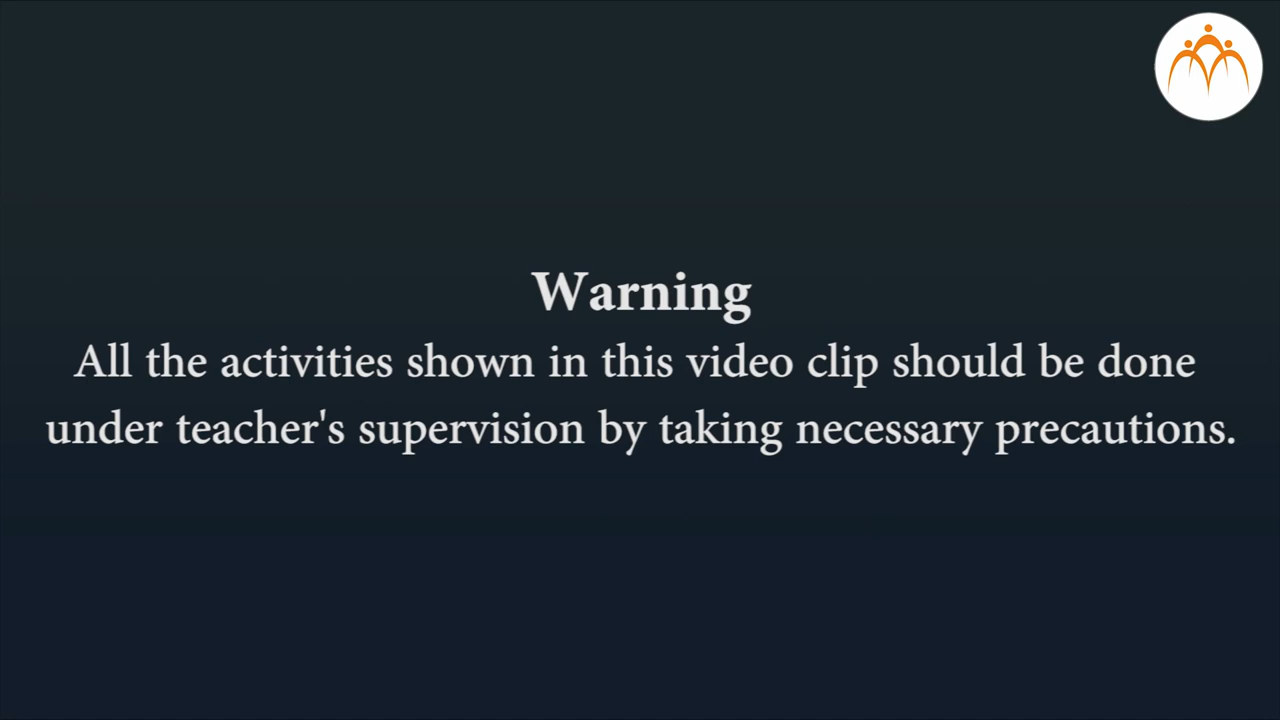 Warning
All the activities shown in this video clip should be done
under teacher's supervision by taking necessary precautions.